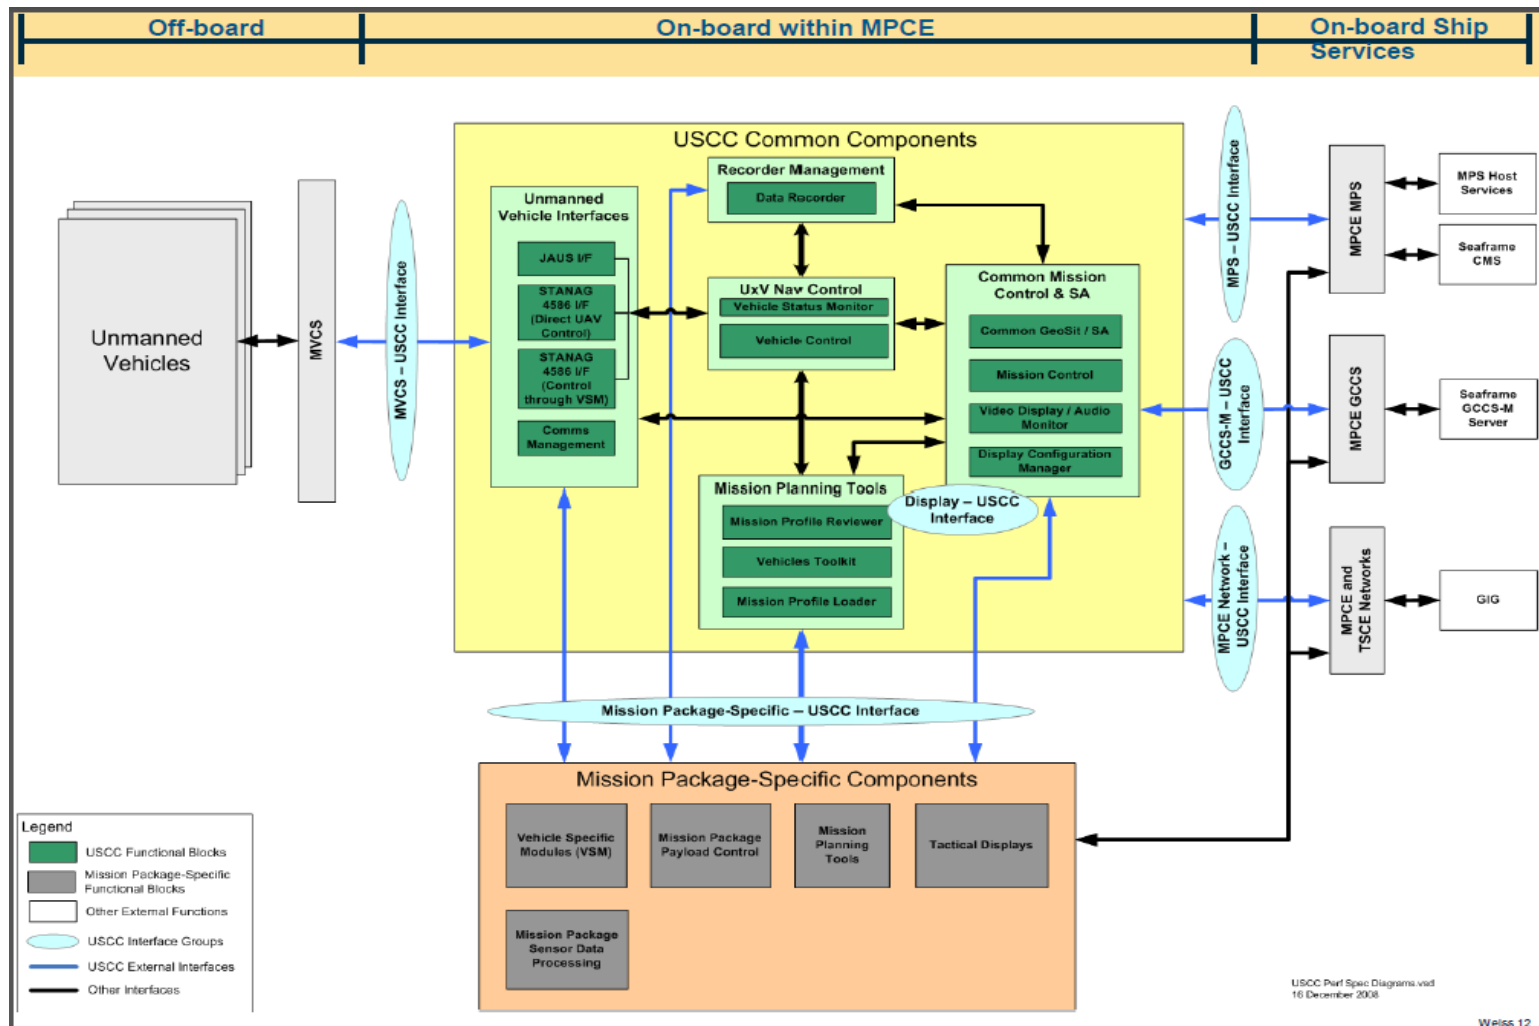 Off-board
On-board within MPCE
On-board Ship
Services
USCC Common Components
Recorder Management
Data Recorder
Unmanned
Vehicle Interfaces
JAUS I/F
STANAG
4586 I/F
(Direct UAV
Control)
STANAG
4586 I/F
(Control
through VSM)
Comms
Management
UxV Nav Control
Vehicle Status Monitor
Vehicle Control
Common Mission
Control & SA
Common GeoSit / SA
Mission Control
Video Display / Audio
Monitor
Display Configuration
Manager
Mission Planning Tools
Mission Profile Reviewer
Vehicles Toolkit
Mission Profile Loader
Display – USCC
Interface
Unmanned
Vehicles
MVCS
MVCS – USCC Interface
MPS – USCC Interface
GCCS-M – USCC
Interface
MPCE Network –
USCC Interface
MPCE MPS
MPCE GCCS
MPCE and
TSCE Networks
MPS Host
Services
Seaframe
CMS
Seaframe
GCCS-M
Server
GIG
Mission Package-Specific – USCC Interface
Mission Package-Specific Components
Vehicle Specific
Modules (VSM)
Mission Package
Payload Control
Mission
Planning
Tools
Tactical Displays
Mission Package
Sensor Data
Processing
Legend
USCC Functional Blocks
Mission Package-Specific
Functional Blocks
Other External Functions
USCC Interface Groups
USCC External Interfaces
Other Interfaces
USCC Perf Spec Diagrams.vsd
16 December 2008
Weiss 12